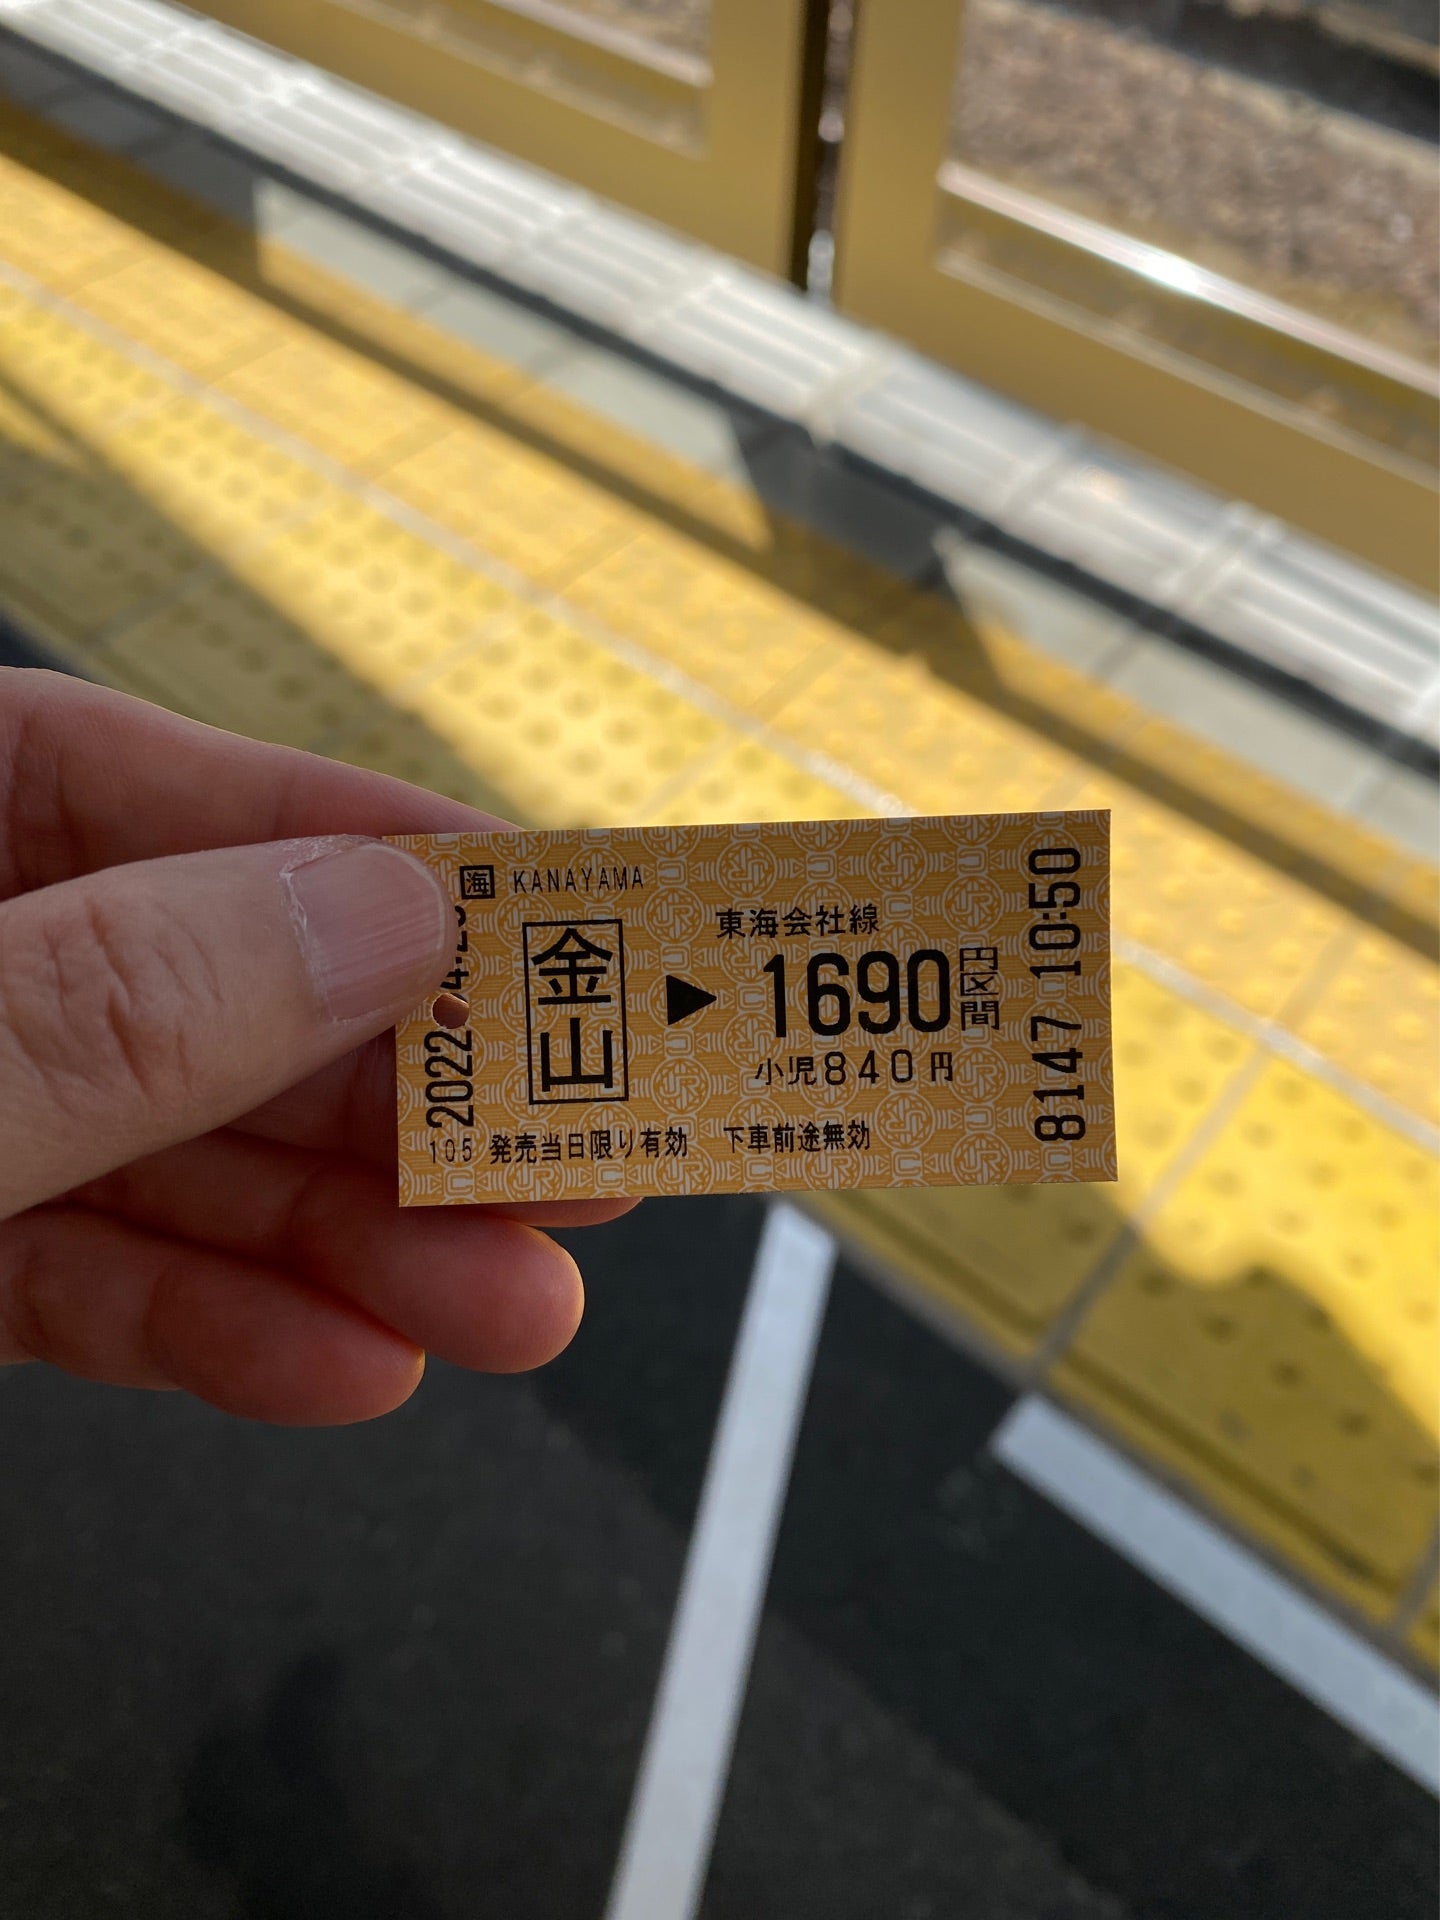 海 KANAYAMA
金山 ▶ 東海会社線
1690円区間
小児840円
105 発売当日限り有効 下車前途無効
2022
8147 10:50